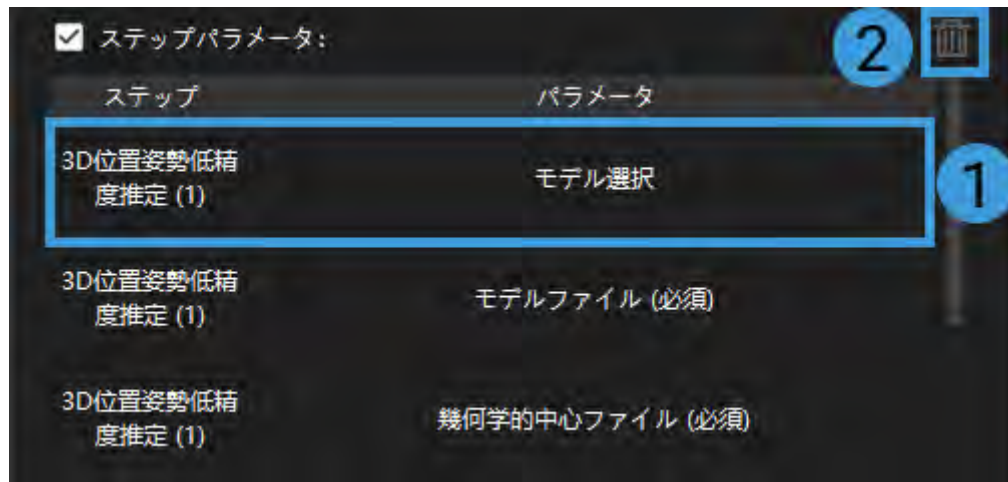 ステップパラメータ:
2
ステップ パラメータ
3D位置姿勢低精
度推定 (1)
モデル選択
1
3D位置姿勢低精
度推定 (1)
モデルファイル (必須)
3D位置姿勢低精
度推定 (1)
幾何学的中心ファイル (必須)